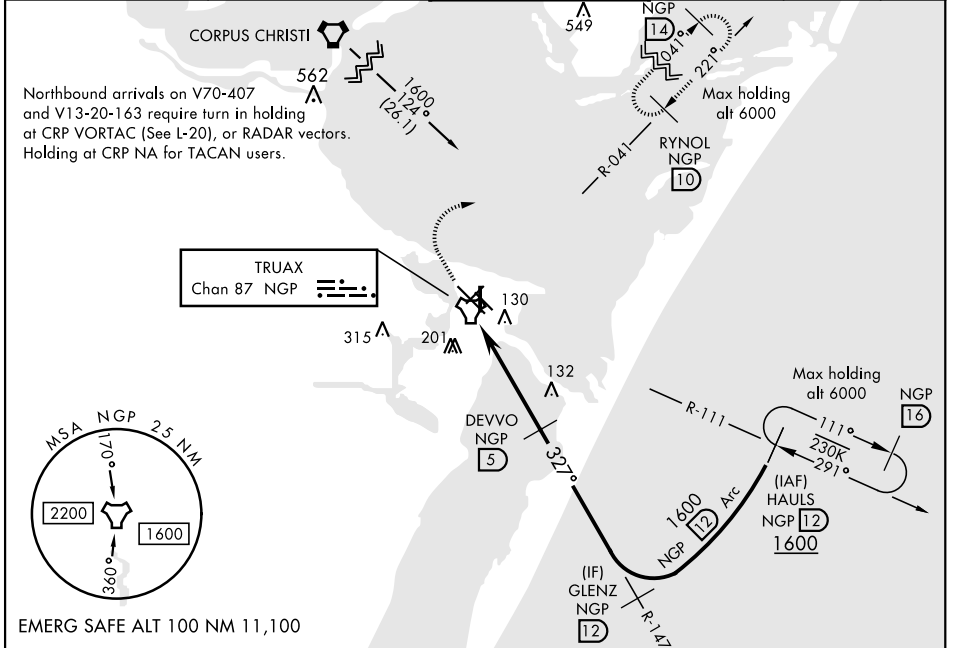 CORPUS CHRISTI
562
1600
124°
(26.1)
549
NGP
14
041°
221°
Max holding
alt 6000
RYNOL
NGP
10
R-041
Northbound arrivals on V70-407
and V13-20-163 require turn in holding
at CRP VORTAC (See L-20), or RADAR vectors.
Holding at CRP NA for TACAN users.
TRUAX
Chan 87 NGP
130
315
201
132
DEVVO
NGP
5
327°
R-111
Max holding
alt 6000
NGP
16
111°
230K
291°
(IAF)
HAULS
NGP 12
1600
1600
NGP 12 Arc
(IF)
GLENZ
NGP
12
R-147
MSA NGP 25 NM
170°
2200
1600
360°
EMERG SAFE ALT 100 NM 11,100